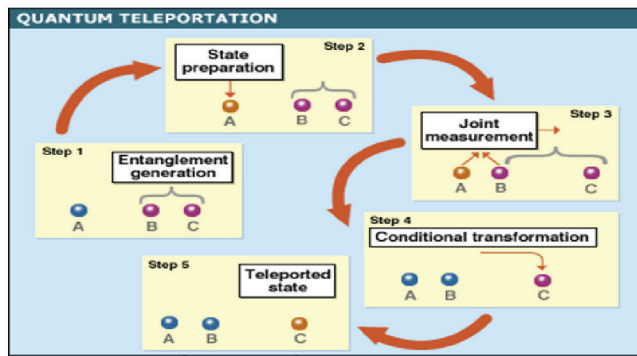 QUANTUM TELEPORTATION
Step 1
Entanglement
generation
A B C
Step 2
State
preparation
A B C
Step 3
Joint
measurement
A B C
Step 4
Conditional transformation
A B C
Step 5
Teleported
state
A B C